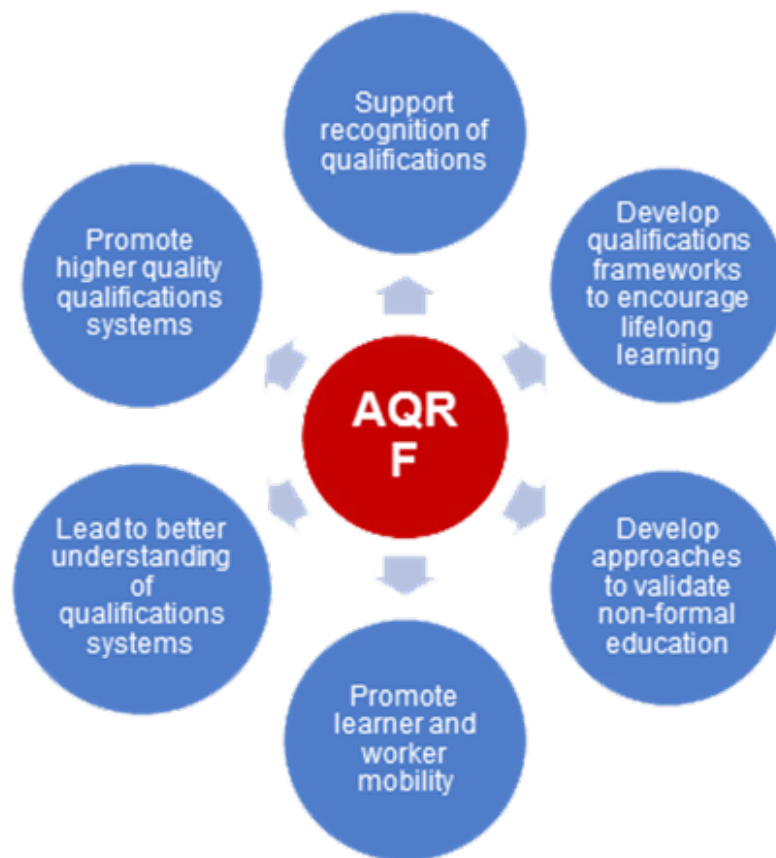 Support
recognition of
qualifications
Develop
qualifications
frameworks
to encourage
lifelong
learning
Develop
approaches
to validate
non-formal
education
Promote
learner and
worker
mobility
Lead to better
understanding
of
qualifications
systems
Promote
higher quality
qualifications
systems
AQR
F